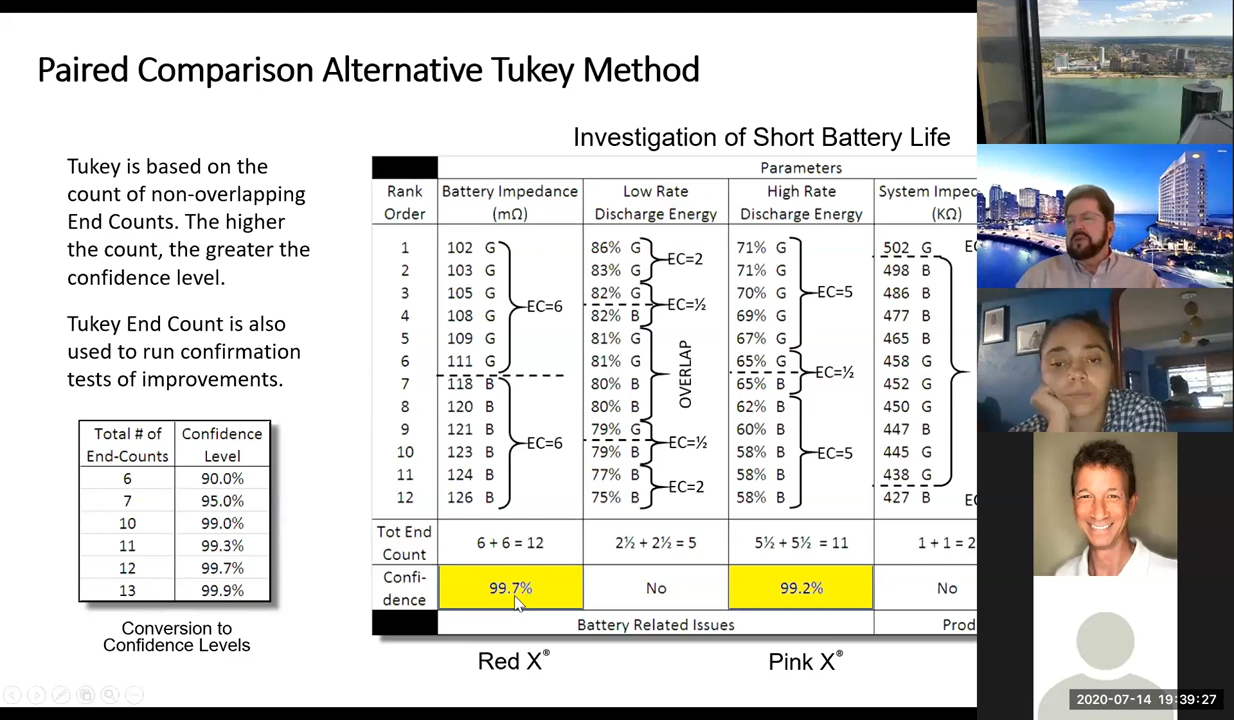 Paired Comparison Alternative Tukey Method
Tukey is based on the
count of non-overlapping
End Counts. The higher
the count, the greater the
confidence level.
Tukey End Count is also
used to run confirmation
tests of improvements.
Total # of End-Counts Confidence Level
6 90.0%
7 95.0%
10 99.0%
11 99.3%
12 99.7%
13 99.9%
Conversion to
Confidence Levels
Investigation of Short Battery Life
Parameters
Rank Battery Impedance Low Rate High Rate System Imped
Order (mΩ) Discharge Energy Discharge Energy (KΩ)
1 102 G 86% G 71% G 502 G
2 103 G 83% G 71% G 498 B
3 105 G 82% G 70% G 486 B
4 108 G 82% B 69% G 477 B
5 109 G 81% G 67% G 465 B
6 111 G 81% G 65% G 458 G
7 118 B 80% B 65% B 452 G
8 120 B 80% B 62% B 450 G
9 121 B 79% G 60% B 447 B
10 123 B 79% B 58% B 445 G
11 124 B 77% B 58% B 438 G
12 126 B 75% B 58% B 427 B
EC=6
EC=6
EC=2
EC=½
OVERLAP
EC=½
EC=2
EC=5
EC=½
EC=5
EC
EC
Tot End Count 6 + 6 = 12 2½ + 2½ = 5 5½ + 5½ = 11 1 + 1 = 2
Confi-dence 99.7% No 99.2% No
Battery Related Issues Prod
Red X® Pink X®
2020-07-14 19:39:27